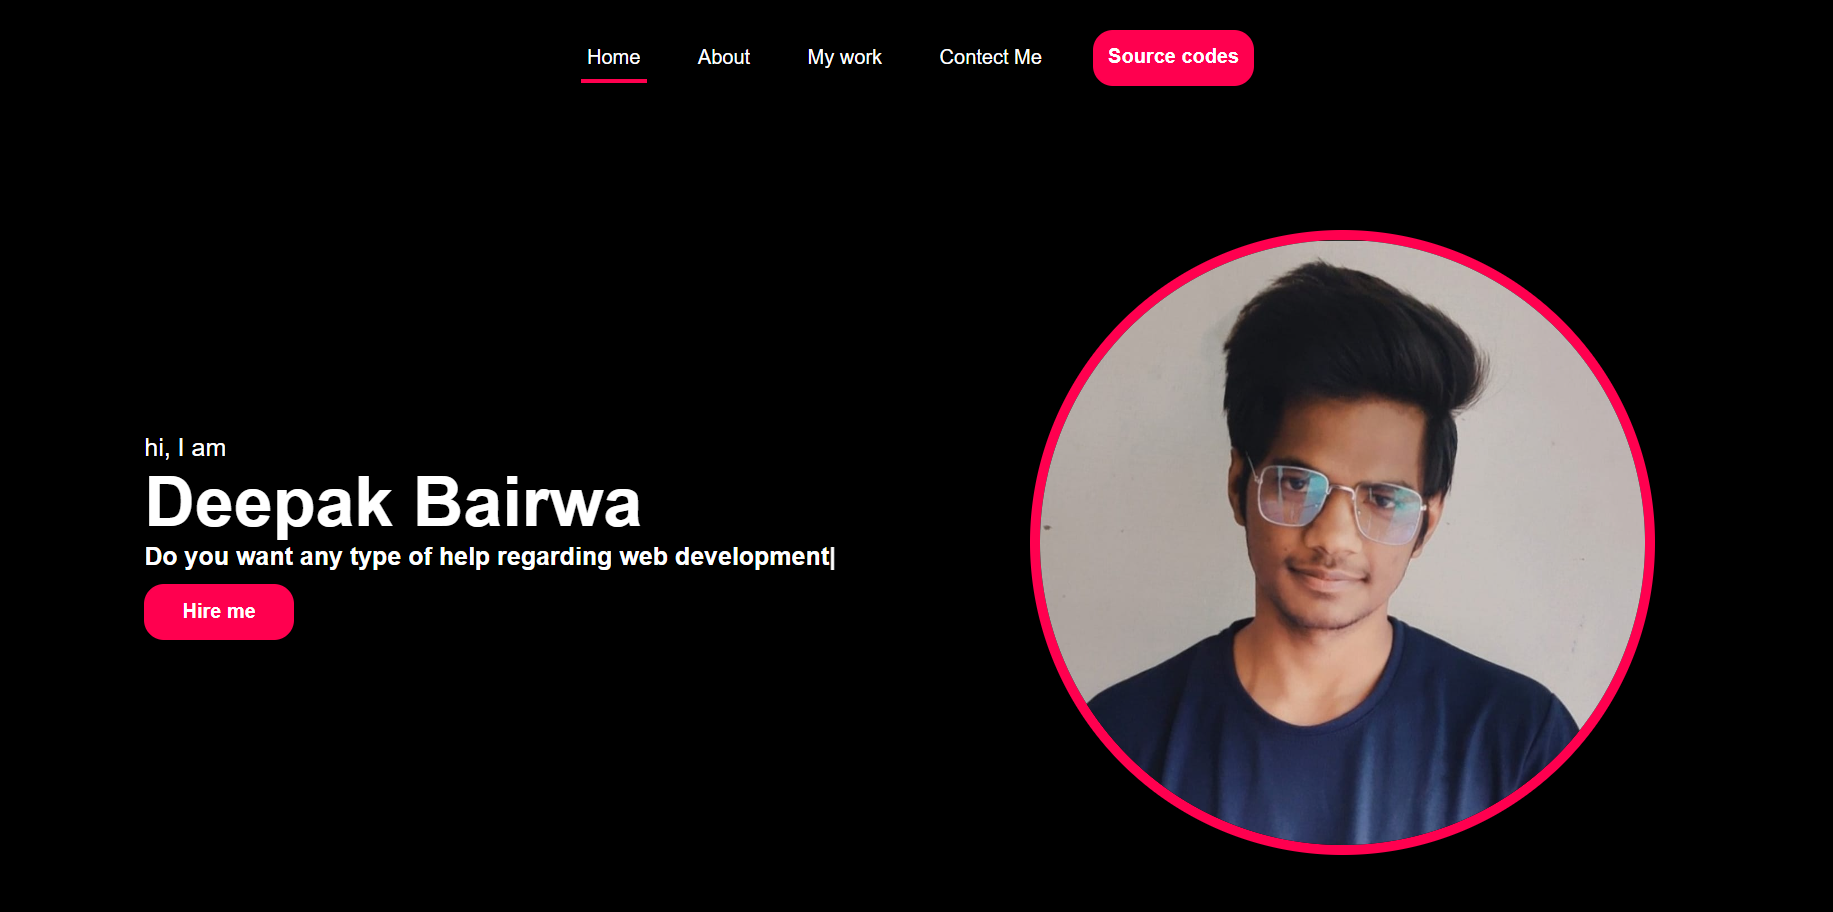 Home About My work Contect Me Source codes
hi, I am
Deepak Bairwa
Do you want any type of help regarding web development|
Hire me